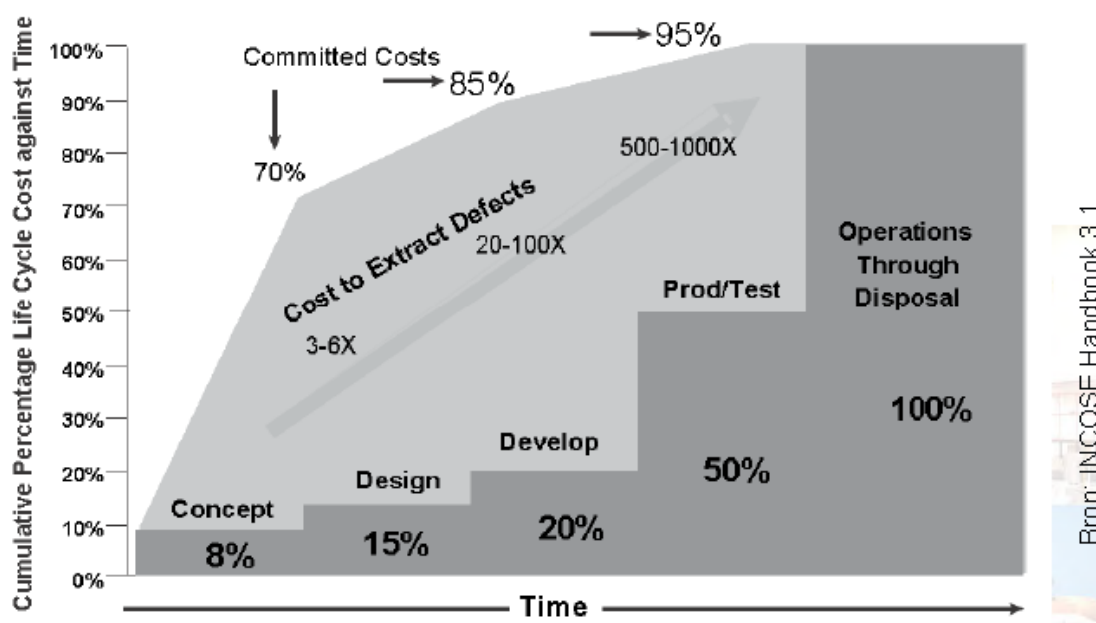 Cumulative Percentage Life Cycle Cost against Time
100%
90%
80%
70%
60%
50%
40%
30%
20%
10%
0%
Committed Costs
70%
85%
95%
Cost to Extract Defects
3-6X
20-100X
500-1000X
Concept
8%
Design
15%
Develop
20%
Prod/Test
50%
Operations
Through
Disposal
100%
Time
Bron: INCOSE Handbook 3.1